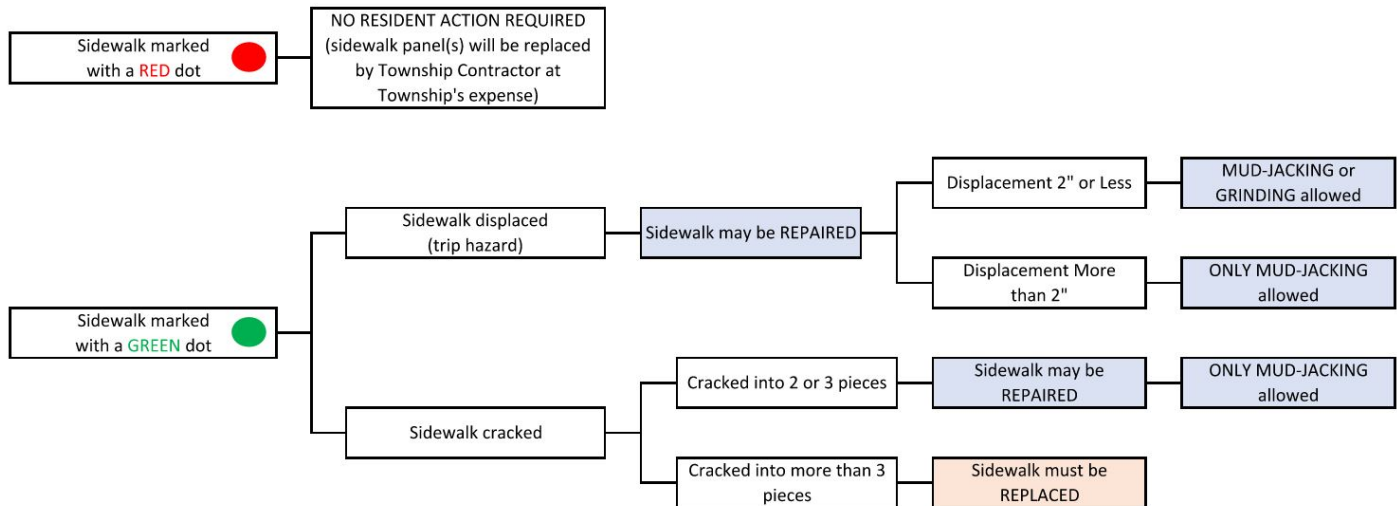 Sidewalk marked
with a RED dot
NO RESIDENT ACTION REQUIRED
(sidewalk panel(s) will be replaced
by Township Contractor at
Township's expense)
Sidewalk marked
with a GREEN dot
Sidewalk displaced
(trip hazard)
Sidewalk may be REPAIRED
Displacement 2" or Less
MUD-JACKING or
GRINDING allowed
Displacement More
than 2"
ONLY MUD-JACKING
allowed
Sidewalk cracked
Cracked into 2 or 3 pieces
Sidewalk may be
REPAIRED
ONLY MUD-JACKING
allowed
Cracked into more than 3
pieces
Sidewalk must be
REPLACED